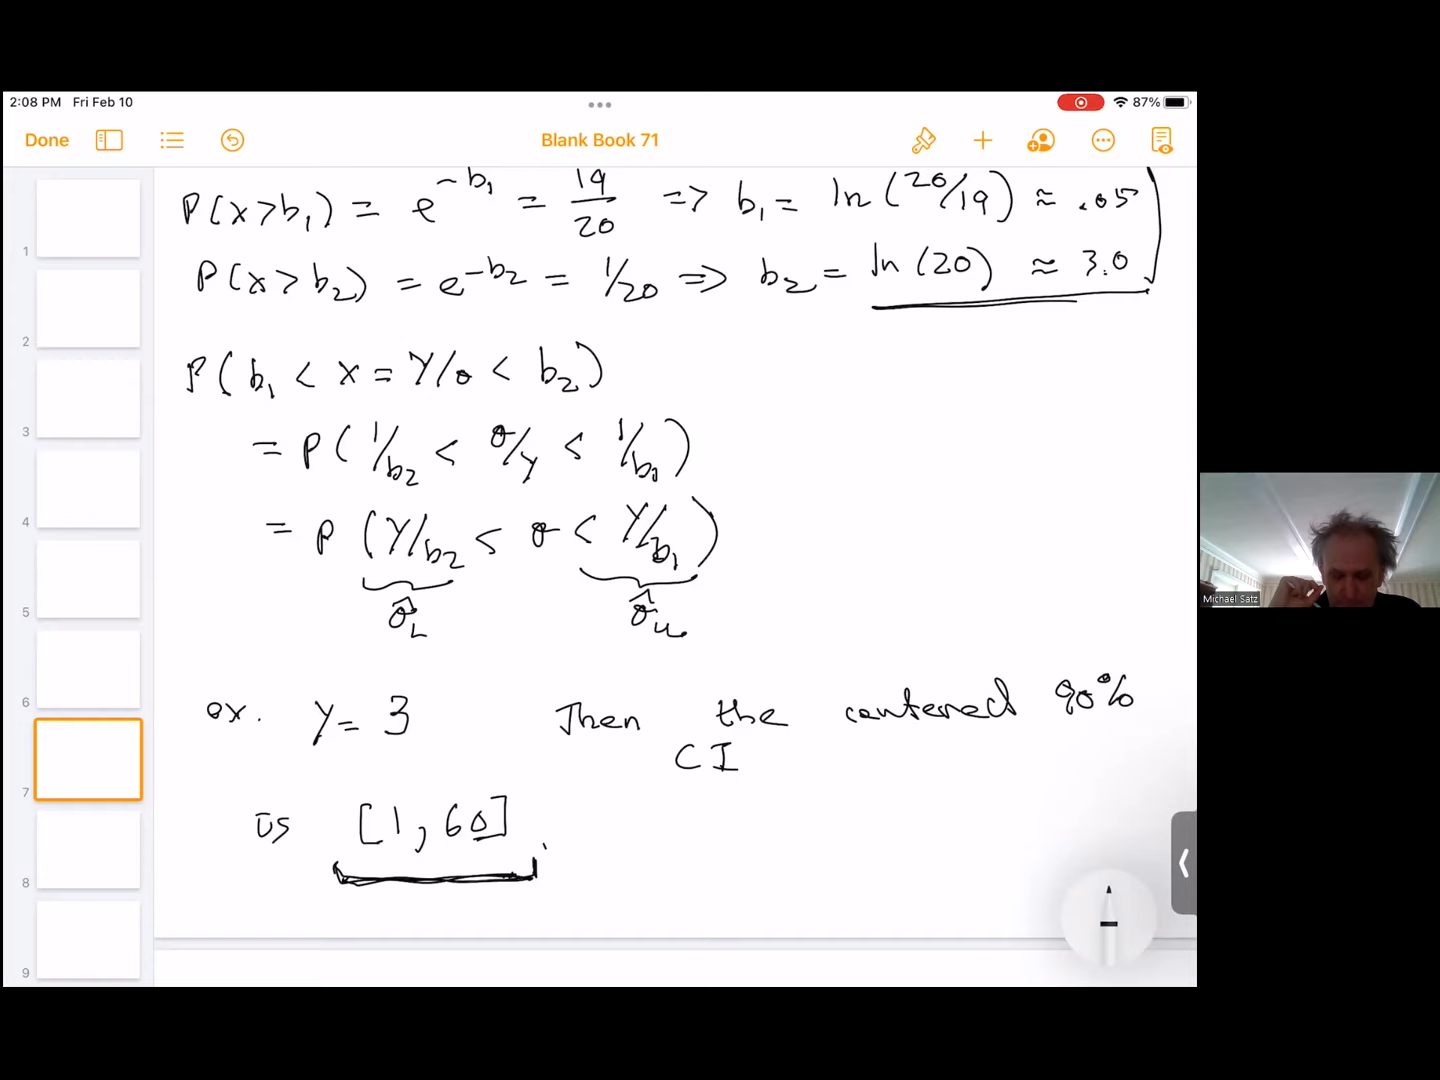 2:08 PM Fri Feb 10
87%
Done
Blank Book 71
P(x>b₁) = e^{-b₁} = 19/20 => b₁ = ln(20/19) ≈ .05
P(x>b₂) = e^{-b₂} = 1/20 => b₂ = ln(20) ≈ 3.0
P(b₁ < x = Y/θ < b₂)
= P(1/b₂ < θ/Y < 1/b₁)
= P(Y/b₂ < θ < Y/b₁)
θ̂_L θ̂_u
ex. Y = 3 Then the centered 90%
CI
is [1, 60].
1
2
3
4
5
6
7
8
9
Michael Satz